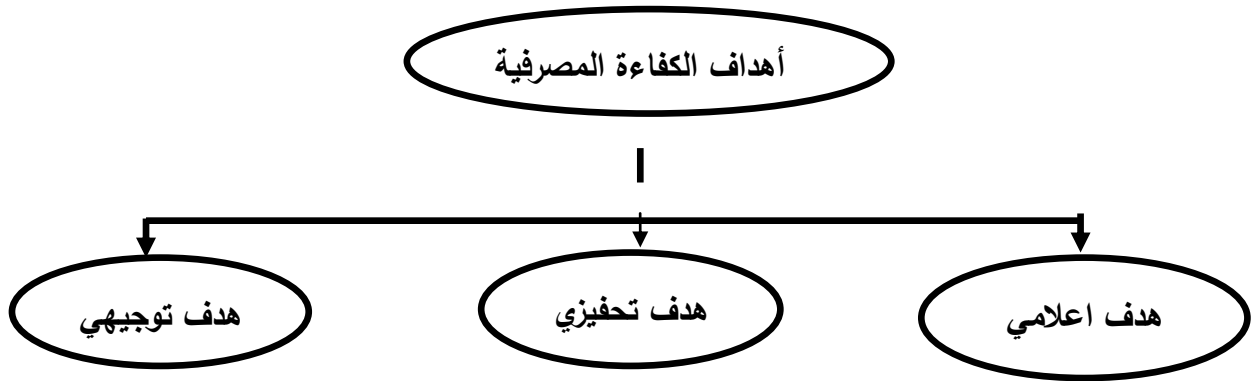 أهداف الكفاءة المصرفية
هدف اعلامي
هدف تحفيزي
هدف توجيهي